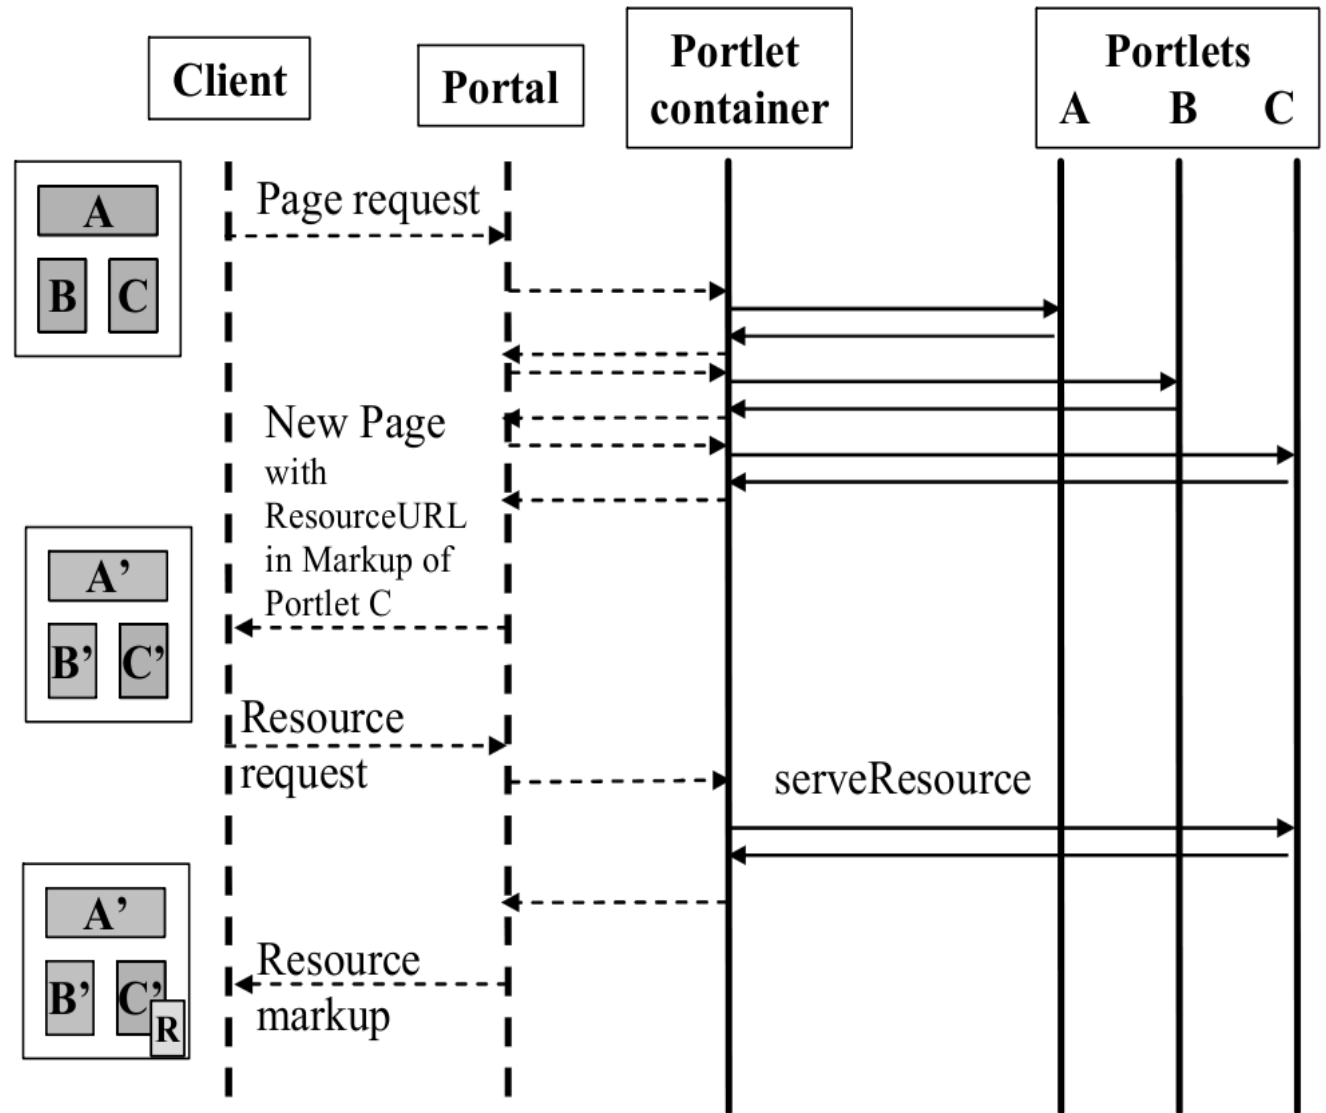 Client
Portal
Portlet
container
Portlets
A B C
A
B C
Page request
New Page
with
ResourceURL
in Markup of
Portlet C
A’
B’ C’
Resource
request
serveResource
A’
B’ C’
R
Resource
markup